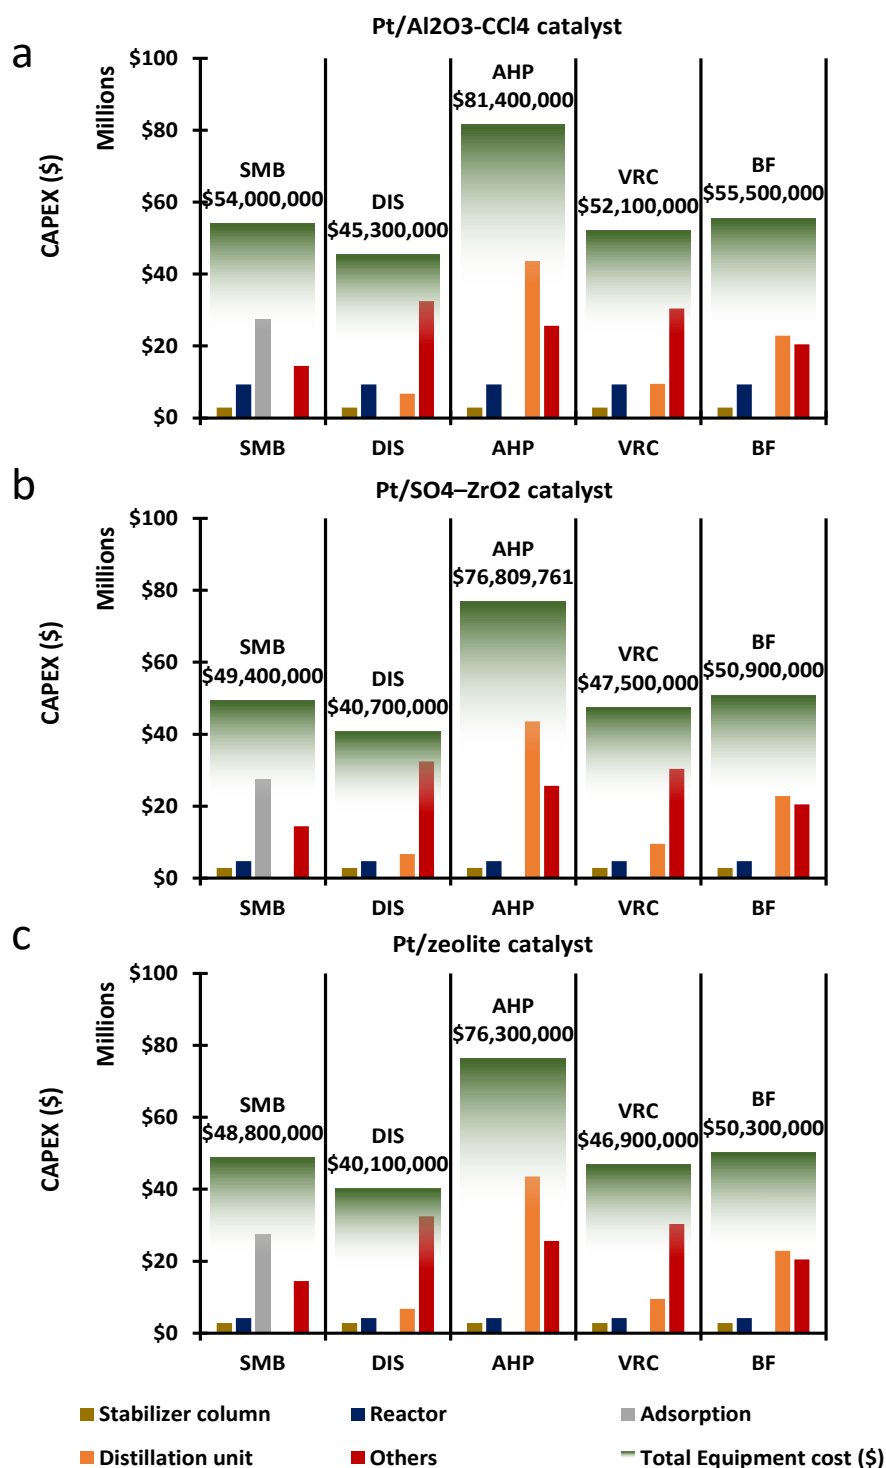 a
Pt/Al2O3-CCl4 catalyst
CAPEX ($)
Millions
$100
$80
$60
$40
$20
$0
SMB
$54,000,000
DIS
$45,300,000
AHP
$81,400,000
VRC
$52,100,000
BF
$55,500,000
SMB DIS AHP VRC BF
b
Pt/SO4–ZrO2 catalyst
CAPEX ($)
Millions
$100
$80
$60
$40
$20
$0
SMB
$49,400,000
DIS
$40,700,000
AHP
$76,809,761
VRC
$47,500,000
BF
$50,900,000
SMB DIS AHP VRC BF
c
Pt/zeolite catalyst
CAPEX ($)
Millions
$100
$80
$60
$40
$20
$0
SMB
$48,800,000
DIS
$40,100,000
AHP
$76,300,000
VRC
$46,900,000
BF
$50,300,000
SMB DIS AHP VRC BF
Stabilizer column Reactor Adsorption
Distillation unit Others Total Equipment cost ($)